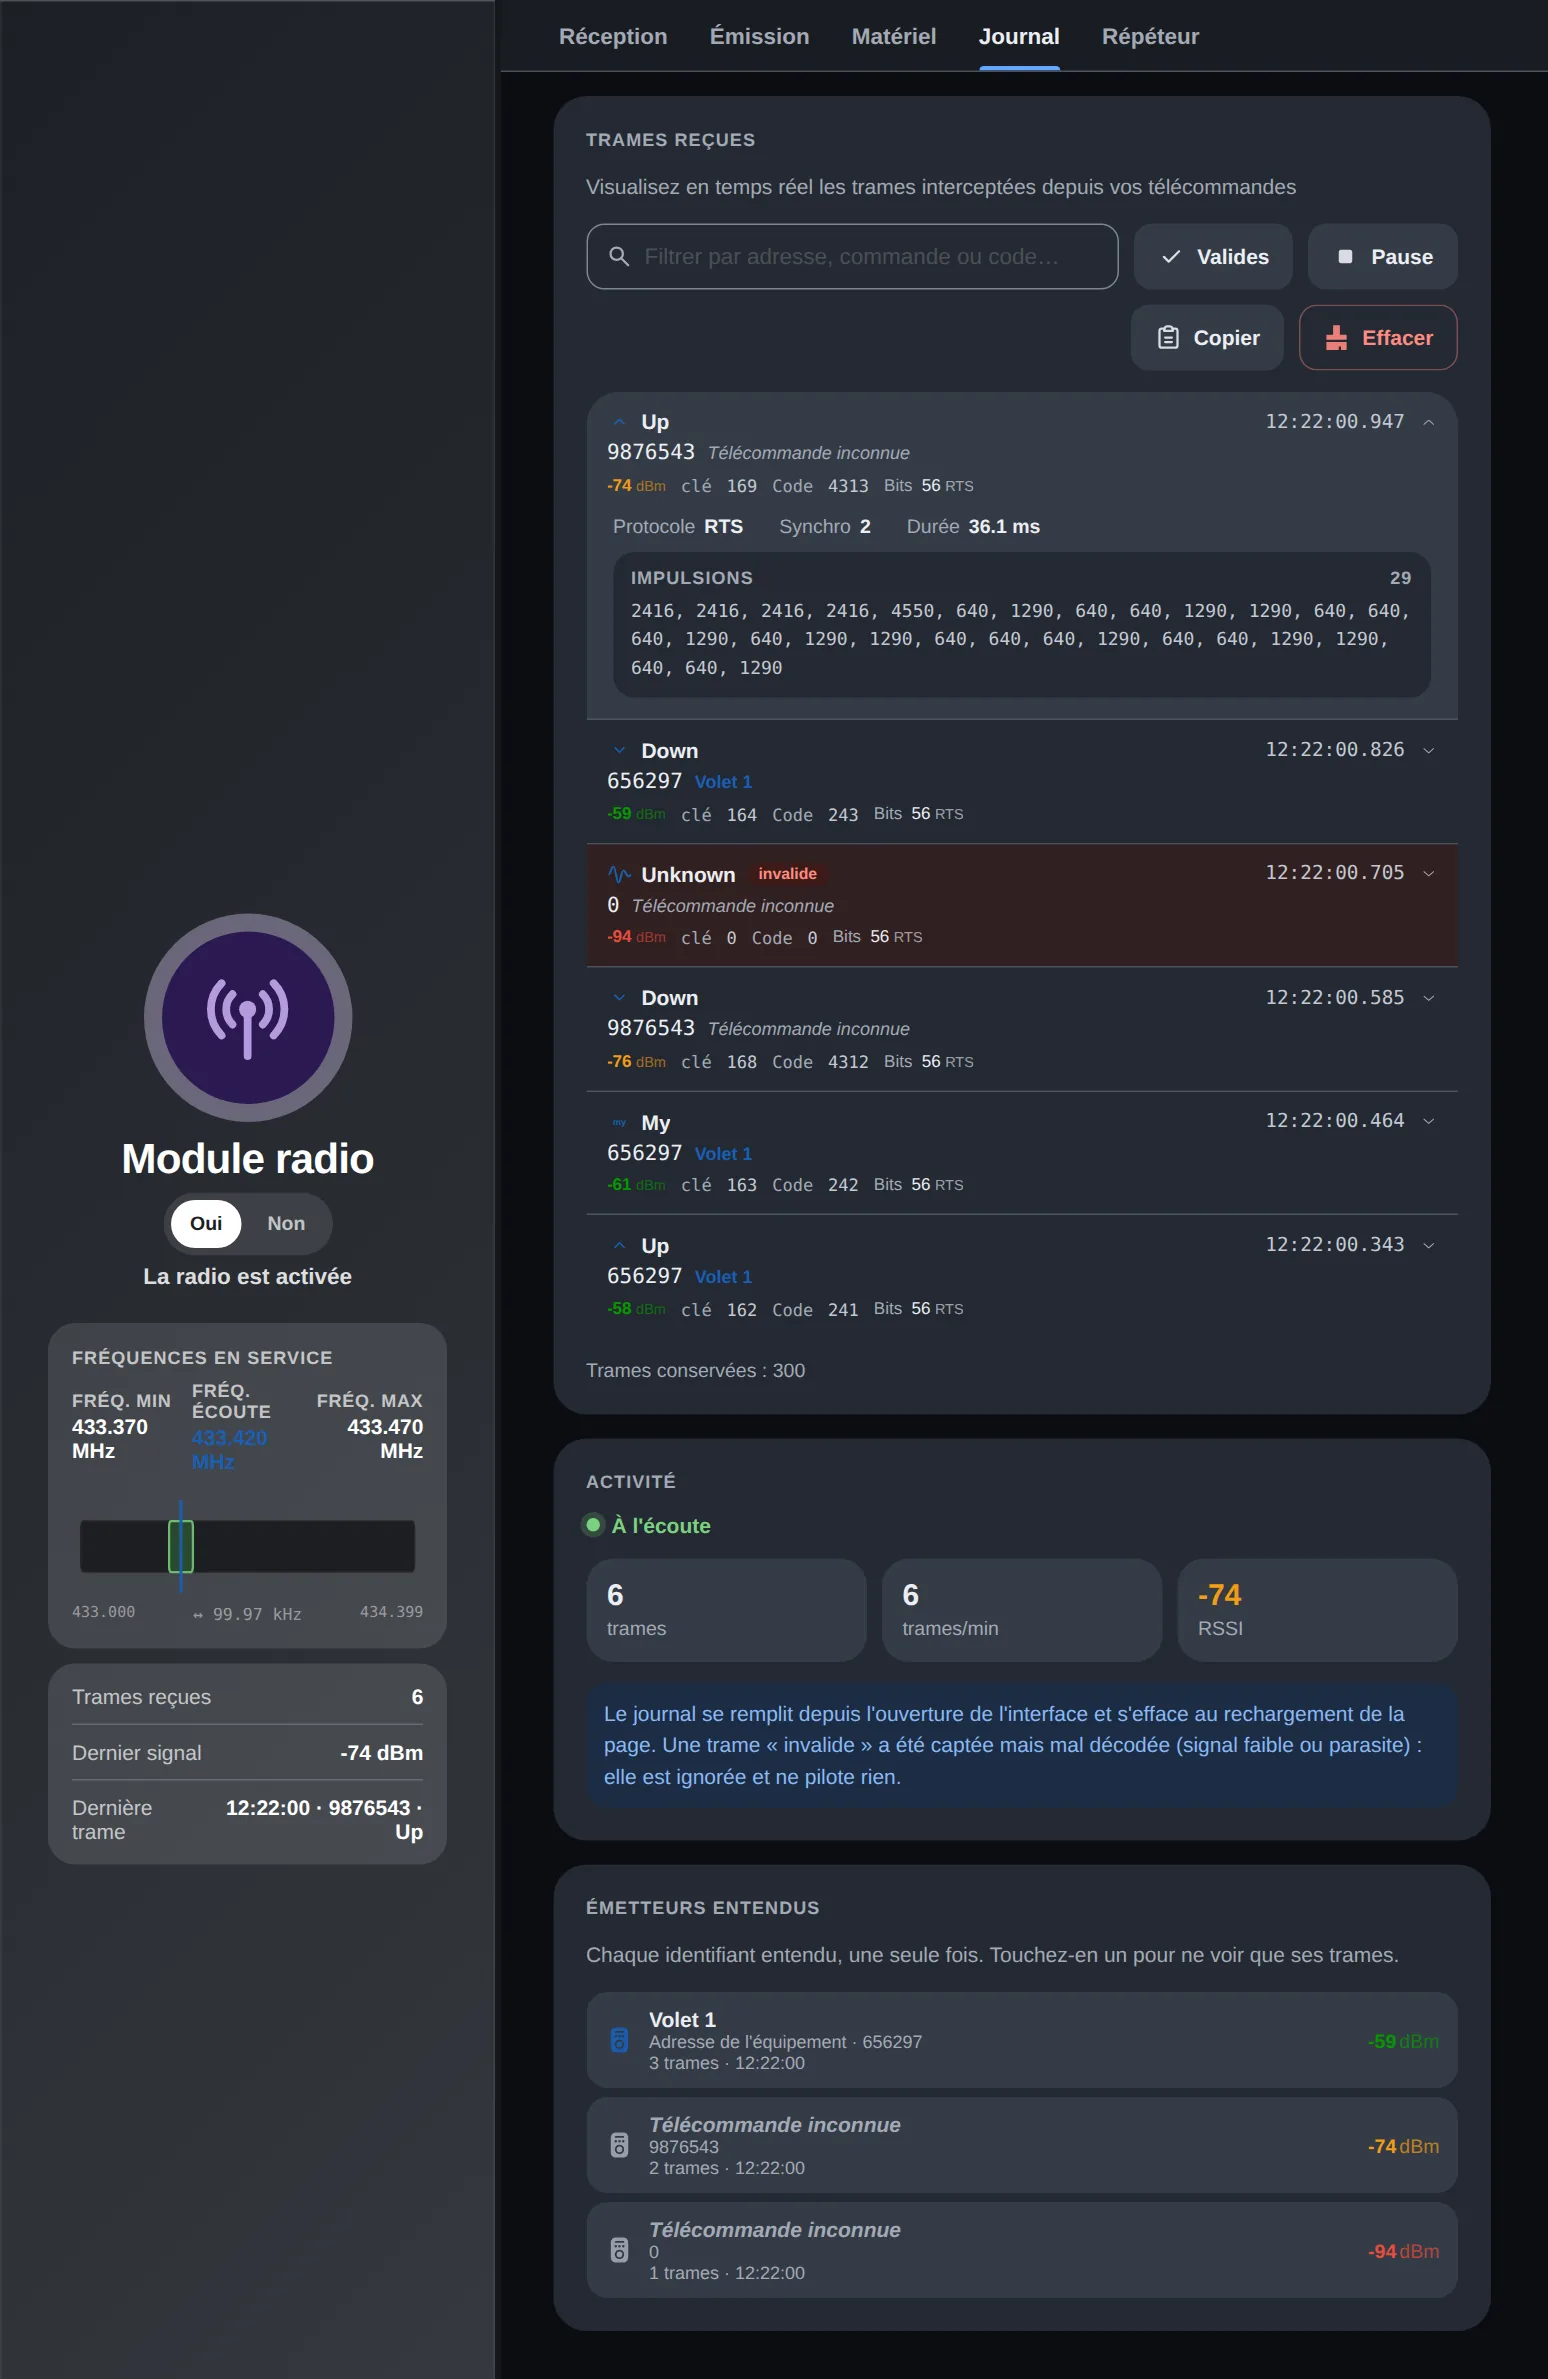 Réception Émission Matériel Journal Répéteur
TRAMES REÇUES
Visualisez en temps réel les trames interceptées depuis vos télécommandes
Filtrer par adresse, commande ou code…
Valides
Pause
Copier
Effacer
Up 12:22:00.947
9876543 Télécommande inconnue
-74 dBm clé 169 Code 4313 Bits 56 RTS
Protocole RTS Synchro 2 Durée 36.1 ms
IMPULSIONS 29
2416, 2416, 2416, 2416, 4550, 640, 1290, 640, 640, 1290, 1290, 640, 640,
640, 1290, 640, 1290, 1290, 640, 640, 640, 1290, 640, 640, 1290, 1290,
640, 640, 1290
Down 12:22:00.826
656297 Volet 1
-59 dBm clé 164 Code 243 Bits 56 RTS
Unknown invalide 12:22:00.705
0 Télécommande inconnue
-94 dBm clé 0 Code 0 Bits 56 RTS
Down 12:22:00.585
9876543 Télécommande inconnue
-76 dBm clé 168 Code 4312 Bits 56 RTS
my My 12:22:00.464
656297 Volet 1
-61 dBm clé 163 Code 242 Bits 56 RTS
Up 12:22:00.343
656297 Volet 1
-58 dBm clé 162 Code 241 Bits 56 RTS
Trames conservées : 300
Module radio
Oui Non
La radio est activée
FRÉQUENCES EN SERVICE
FRÉQ. MIN
433.370
MHz
FRÉQ.
ÉCOUTE
433.420
MHz
FRÉQ. MAX
433.470
MHz
433.000 ↔ 99.97 kHz 434.399
Trames reçues 6
Dernier signal -74 dBm
Dernière
trame
12:22:00 · 9876543 ·
Up
ACTIVITÉ
À l'écoute
6
trames
6
trames/min
-74
RSSI
Le journal se remplit depuis l'ouverture de l'interface et s'efface au rechargement de la
page. Une trame « invalide » a été captée mais mal décodée (signal faible ou parasite) :
elle est ignorée et ne pilote rien.
ÉMETTEURS ENTENDUS
Chaque identifiant entendu, une seule fois. Touchez-en un pour ne voir que ses trames.
Volet 1
Adresse de l'équipement · 656297
3 trames · 12:22:00
-59 dBm
Télécommande inconnue
9876543
2 trames · 12:22:00
-74 dBm
Télécommande inconnue
0
1 trames · 12:22:00
-94 dBm